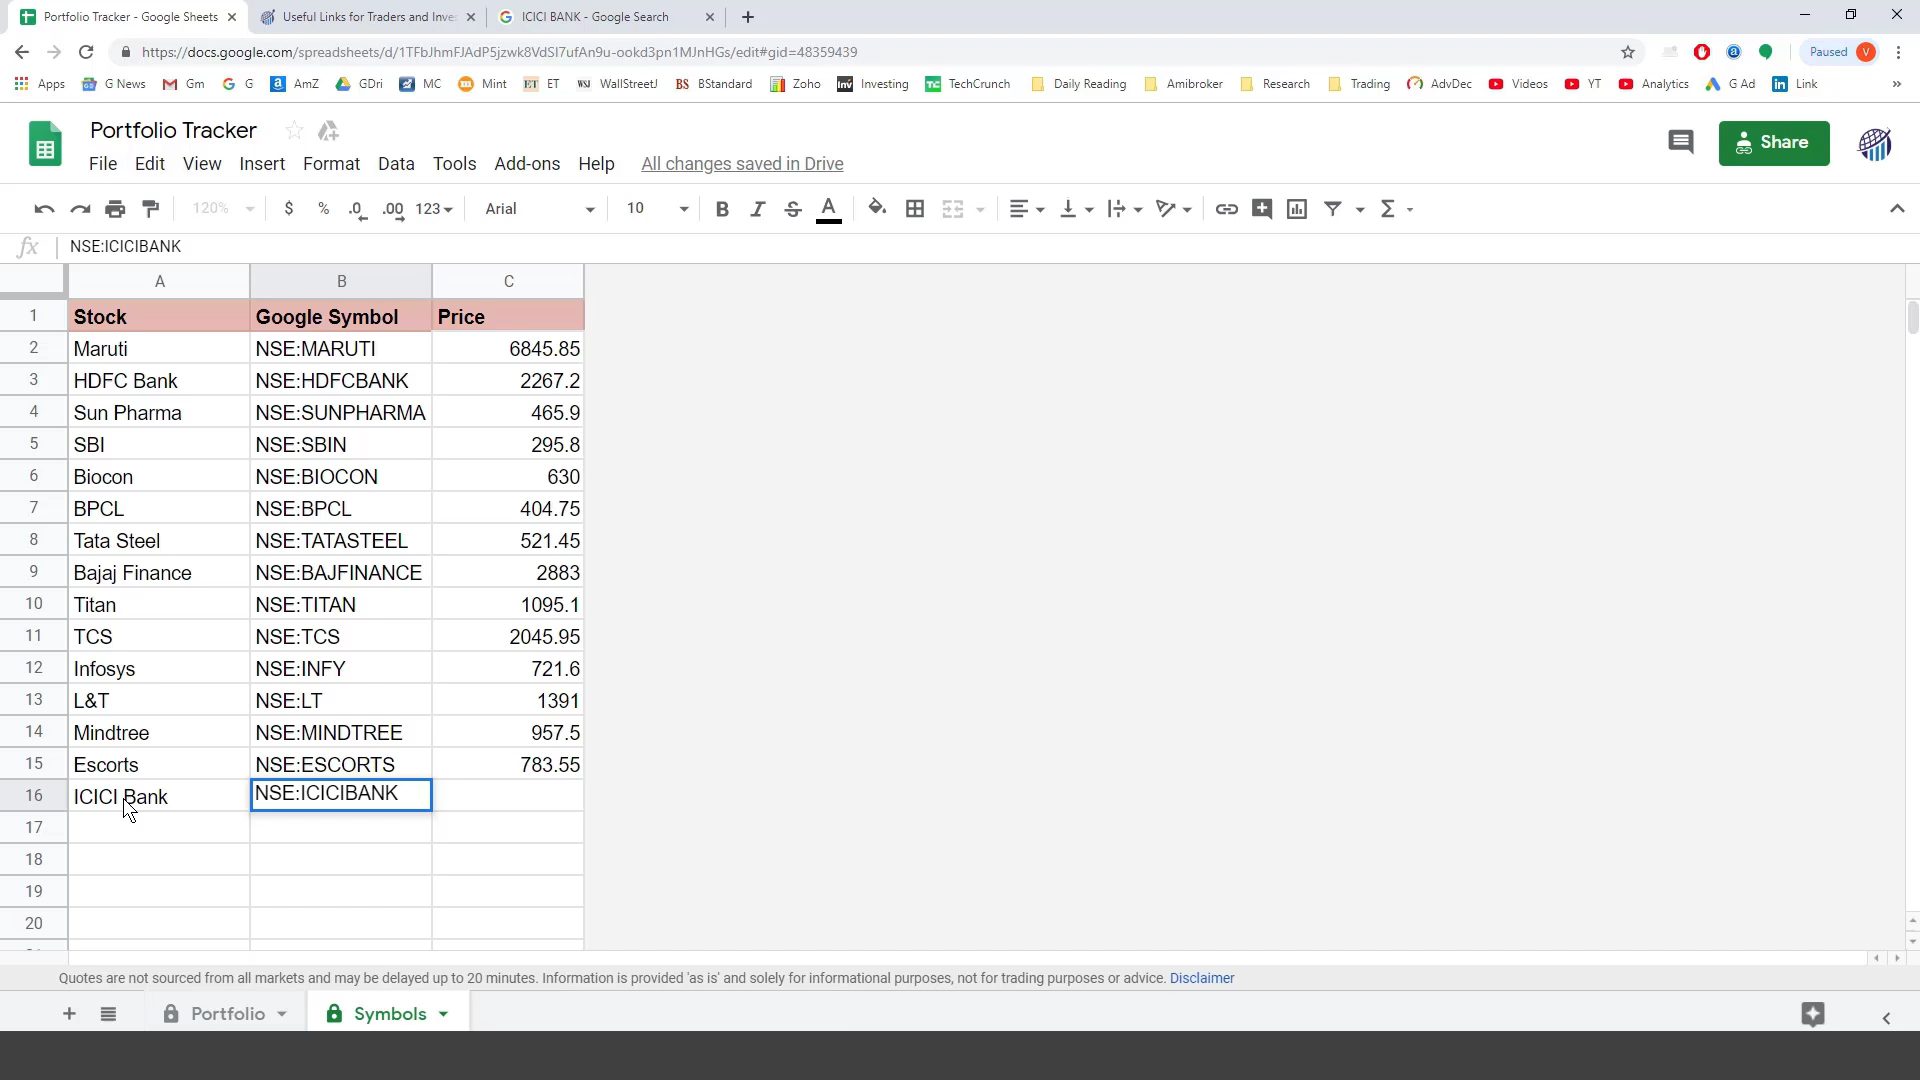 Portfolio Tracker - Google Sheets
Useful Links for Traders and Inve
ICICI BANK - Google Search
https://docs.google.com/spreadsheets/d/1TFbJhmFJAdP5jzwk8VdSI7ufAn9u-ookd3pn1MJnHGs/edit#gid=48359439
Paused V
Apps G News Gm G AmZ GDri MC Mint ET WallStreetJ BS BStandard Zoho Inv Investing TechCrunch Daily Reading Amibroker Research Trading AdvDec Videos YT Analytics G Ad Link »
Portfolio Tracker
Share
File Edit View Insert Format Data Tools Add-ons Help All changes saved in Drive
120% $ % .0 .00 123 Arial 10 B I S A Σ
fx NSE:ICICIBANK
A B C
1 Stock Google Symbol Price
2 Maruti NSE:MARUTI 6845.85
3 HDFC Bank NSE:HDFCBANK 2267.2
4 Sun Pharma NSE:SUNPHARMA 465.9
5 SBI NSE:SBIN 295.8
6 Biocon NSE:BIOCON 630
7 BPCL NSE:BPCL 404.75
8 Tata Steel NSE:TATASTEEL 521.45
9 Bajaj Finance NSE:BAJFINANCE 2883
10 Titan NSE:TITAN 1095.1
11 TCS NSE:TCS 2045.95
12 Infosys NSE:INFY 721.6
13 L&T NSE:LT 1391
14 Mindtree NSE:MINDTREE 957.5
15 Escorts NSE:ESCORTS 783.55
16 ICICI Bank NSE:ICICIBANK
17
18
19
20
Quotes are not sourced from all markets and may be delayed up to 20 minutes. Information is provided 'as is' and solely for informational purposes, not for trading purposes or advice. Disclaimer
Portfolio Symbols